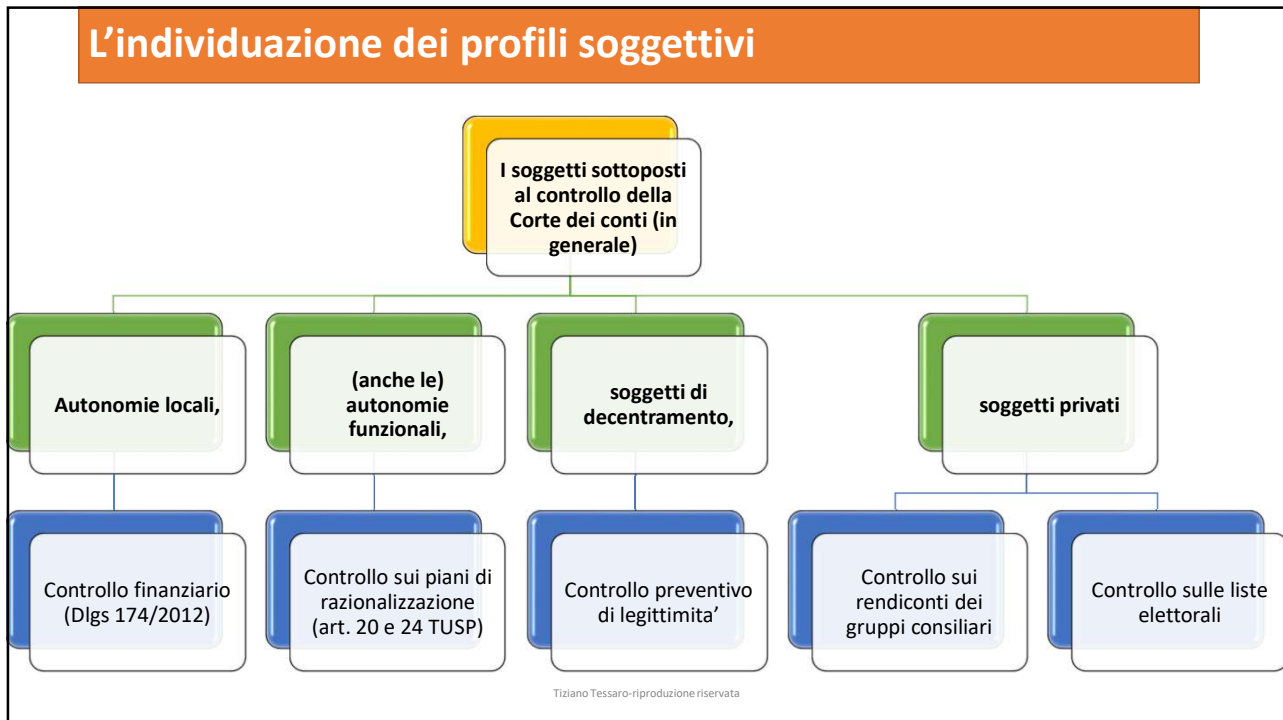 L'individuazione dei profili soggettivi
I soggetti sottoposti
al controllo della
Corte dei conti (in
generale)
Autonomie locali,
(anche le)
autonomie
funzionali,
soggetti di
decentramento,
soggetti privati
Controllo finanziario
(Dlgs 174/2012)
Controllo sui piani di
razionalizzazione
(art. 20 e 24 TUSP)
Controllo preventivo
di legittimita'
Controllo sui
rendiconti dei
gruppi consiliari
Controllo sulle liste
elettorali
Tiziano Tessaro-riproduzione riservata